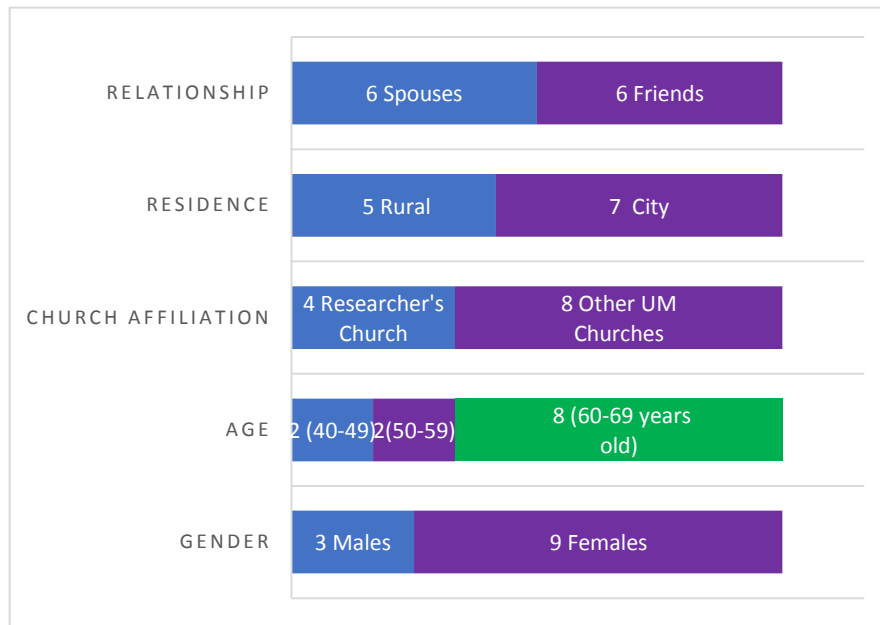 RELATIONSHIP
6 Spouses
6 Friends
RESIDENCE
5 Rural
7 City
CHURCH AFFILIATION
4 Researcher's
Church
8 Other UM
Churches
AGE
2 (40-49)
2(50-59)
8 (60-69 years
old)
GENDER
3 Males
9 Females